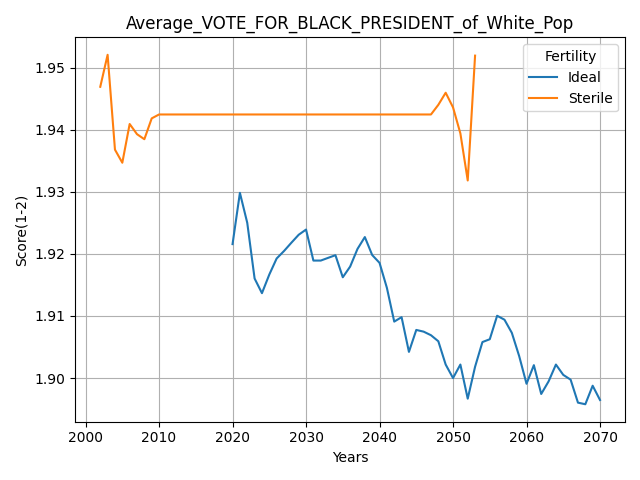 Average_VOTE_FOR_BLACK_PRESIDENT_of_White_Pop
Fertility
Ideal
Sterile
1.95
1.94
1.93
1.92
1.91
1.90
Score(1-2)
2000 2010 2020 2030 2040 2050 2060 2070
Years